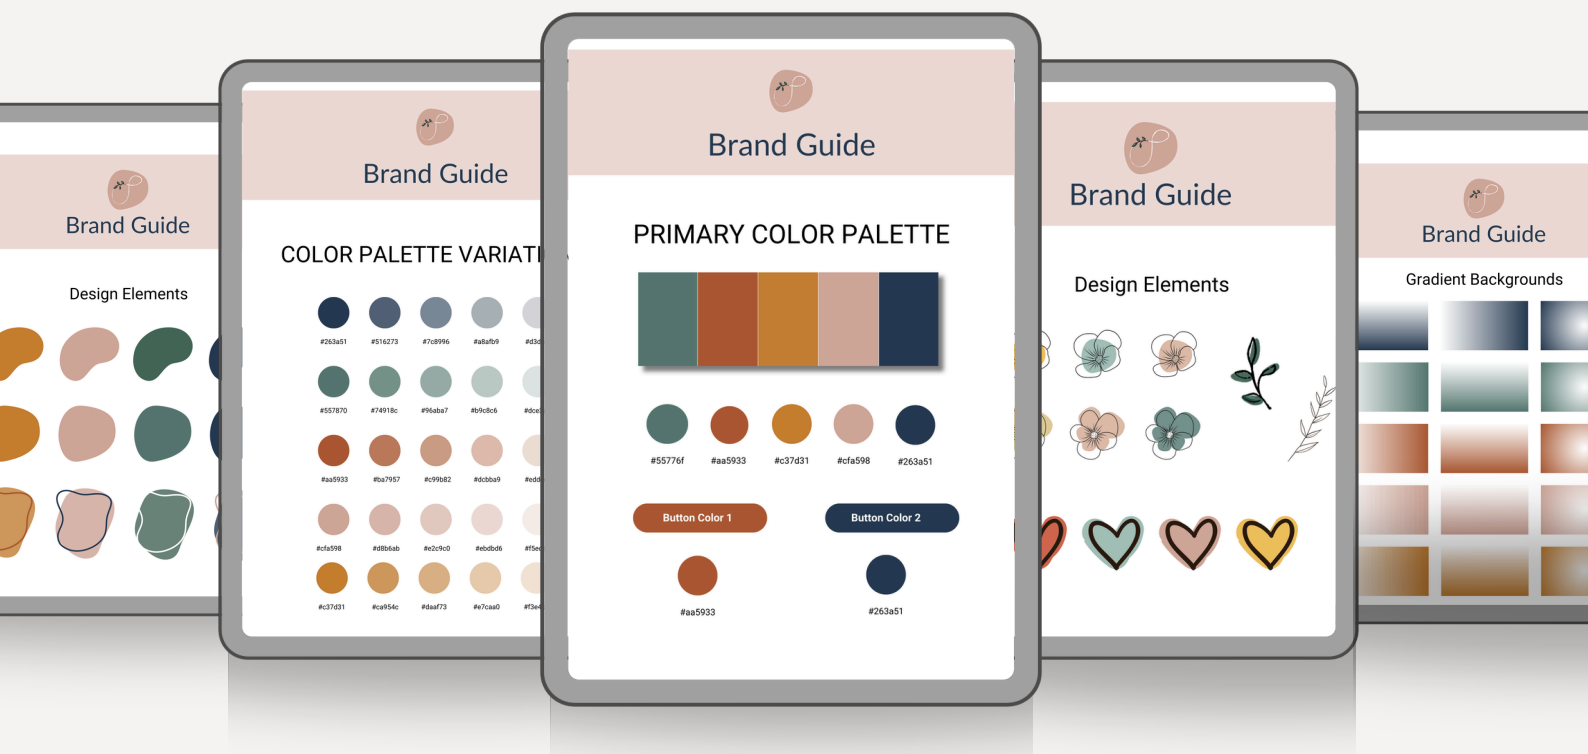 Brand Guide
Design Elements
Brand Guide
COLOR PALETTE
#263a51 #516273 #7c8996 #a8afb9
#557870 #74918c #96aba7 #b9c8c6
#aa5933 #ba7957 #c99b82 #dcbba9
#cfa598 #d8b6ab #e2c9c0 #ebdbd6
#c37d31 #ca954c #daaf73 #e7caa0
Brand Guide
PRIMARY COLOR PALETTE
#55776f #aa5933 #c37d31 #cfa598 #263a51
Button Color 1 Button Color 2
#aa5933 #263a51
Brand Guide
Design Elements
Brand Guide
Gradient Backgrounds